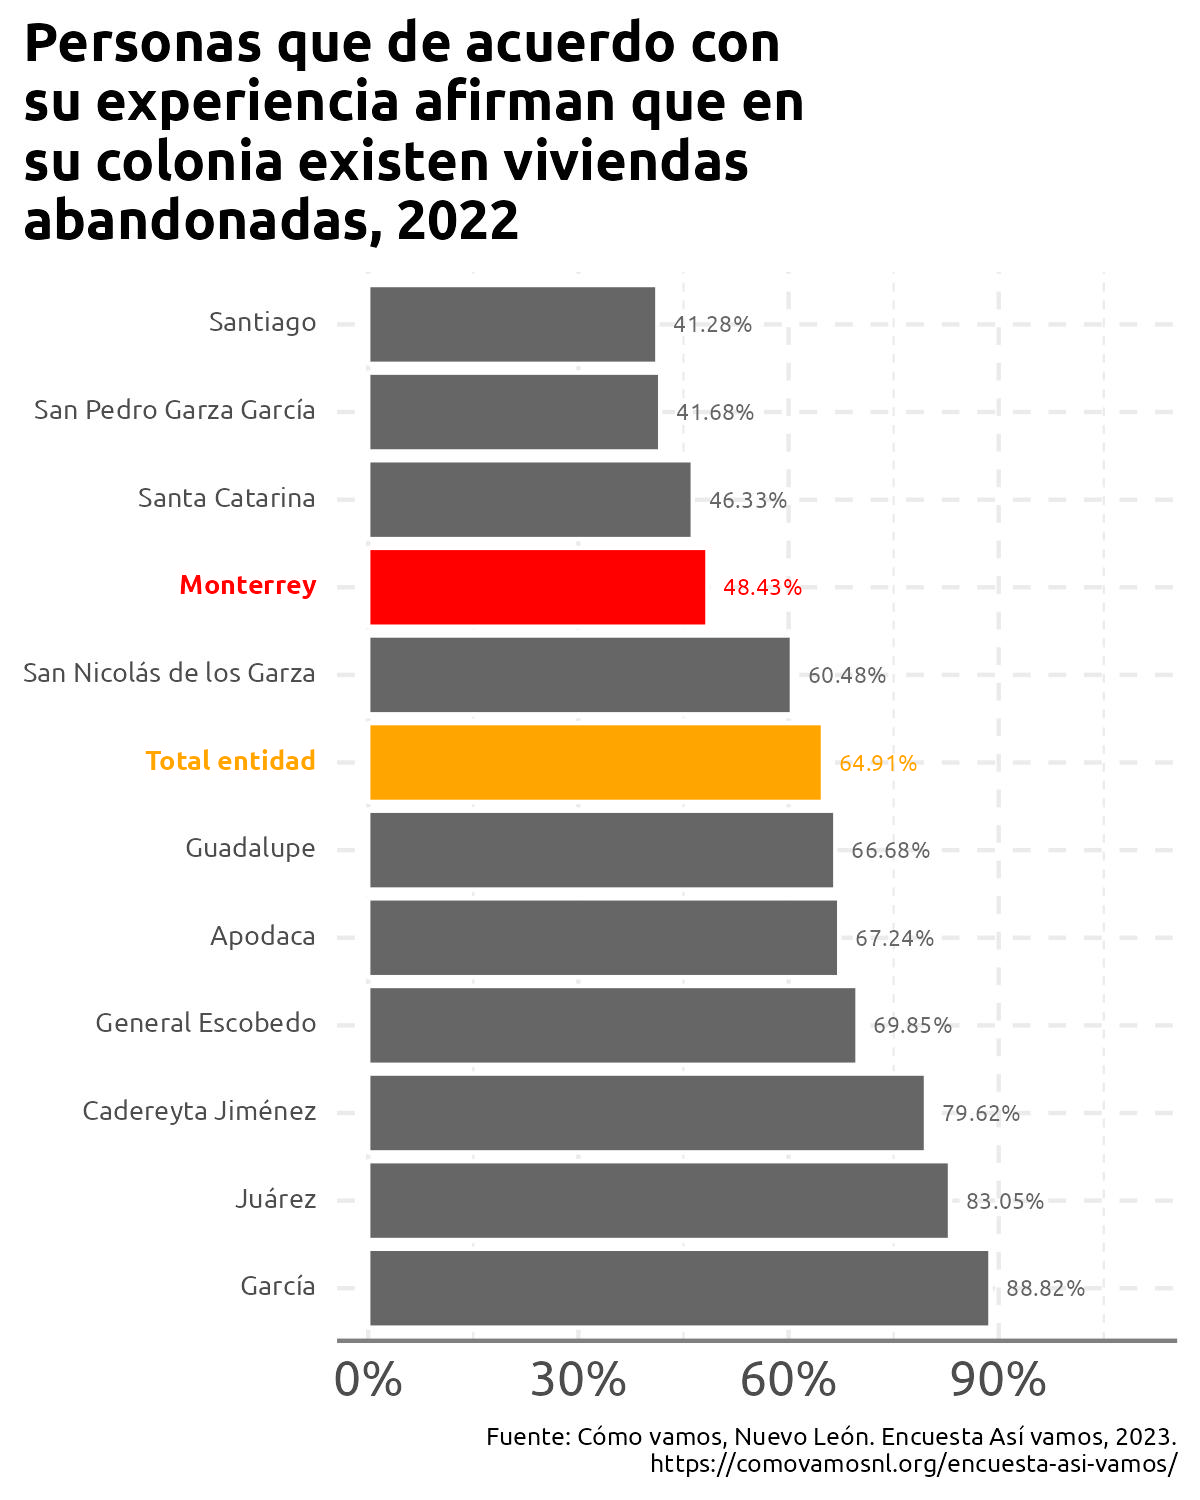 Personas que de acuerdo con
su experiencia afirman que en
su colonia existen viviendas
abandonadas, 2022
Santiago 41.28%
San Pedro Garza García 41.68%
Santa Catarina 46.33%
Monterrey 48.43%
San Nicolás de los Garza 60.48%
Total entidad 64.91%
Guadalupe 66.68%
Apodaca 67.24%
General Escobedo 69.85%
Cadereyta Jiménez 79.62%
Juárez 83.05%
García 88.82%
0% 30% 60% 90%
Fuente: Cómo vamos, Nuevo León. Encuesta Así vamos, 2023.
https://comovamosnl.org/encuesta-asi-vamos/